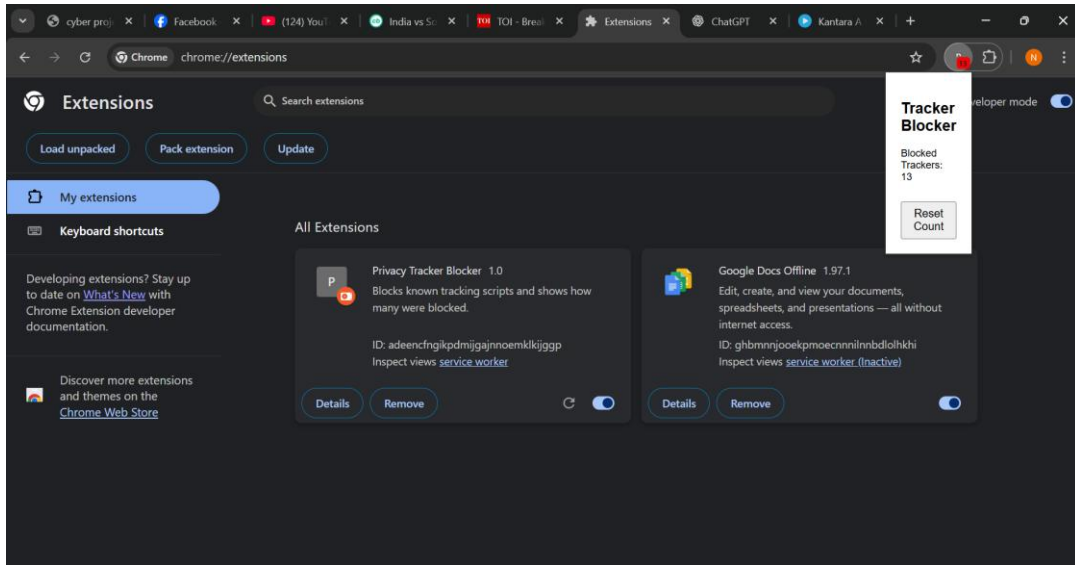 cyber proj
Facebook
(124) YouT
India vs So
TOI
TOI - Break
Extensions
ChatGPT
Kantara A
Chrome
chrome://extensions
13
N
Extensions
Search extensions
veloper mode
Load unpacked
Pack extension
Update
Tracker
Blocker
Blocked
Trackers:
13
Reset
Count
My extensions
Keyboard shortcuts
Developing extensions? Stay up
to date on What's New with
Chrome Extension developer
documentation.
Discover more extensions
and themes on the
Chrome Web Store
All Extensions
P
Privacy Tracker Blocker 1.0
Blocks known tracking scripts and shows how
many were blocked.
ID: adeencfngikpdmijgajnnoemklkijggp
Inspect views service worker
Details
Remove
Google Docs Offline 1.97.1
Edit, create, and view your documents,
spreadsheets, and presentations — all without
internet access.
ID: ghbmnnjooekpmoecnnnilnnbdlolhkhi
Inspect views service worker (Inactive)
Details
Remove